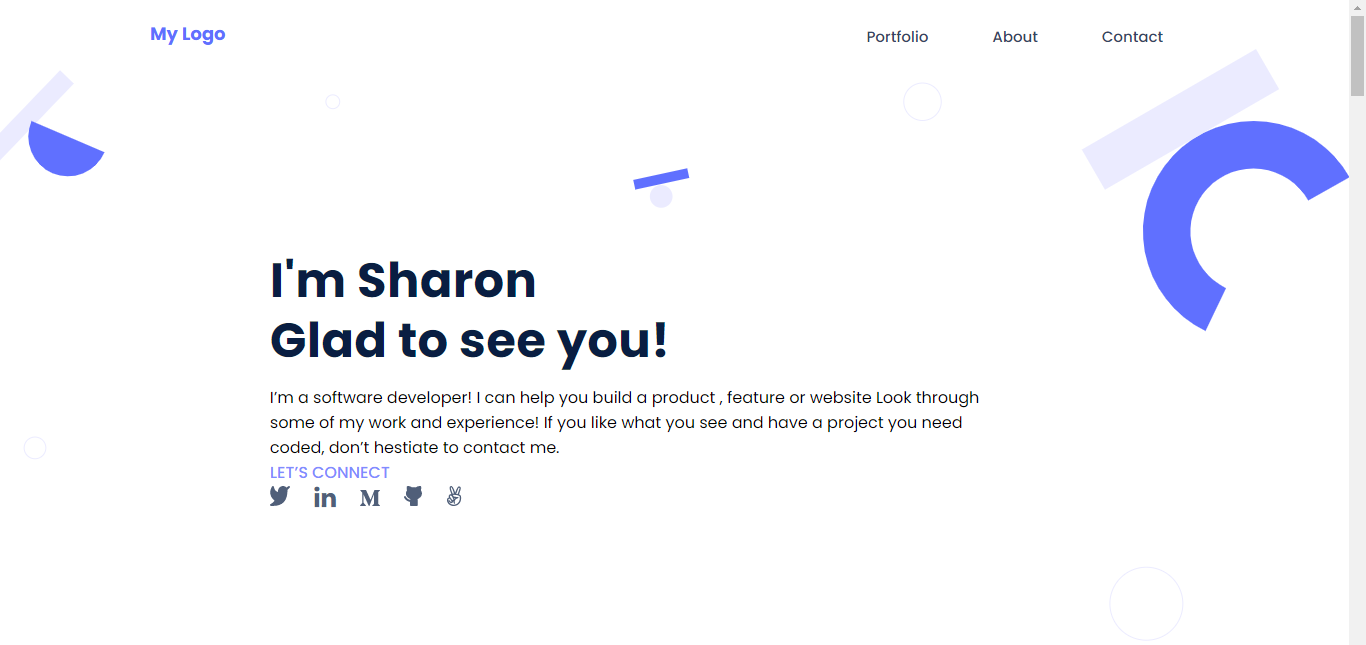 My Logo
Portfolio About Contact
I'm Sharon
Glad to see you!
I’m a software developer! I can help you build a product , feature or website Look through
some of my work and experience! If you like what you see and have a project you need
coded, don’t hestiate to contact me.
LET’S CONNECT